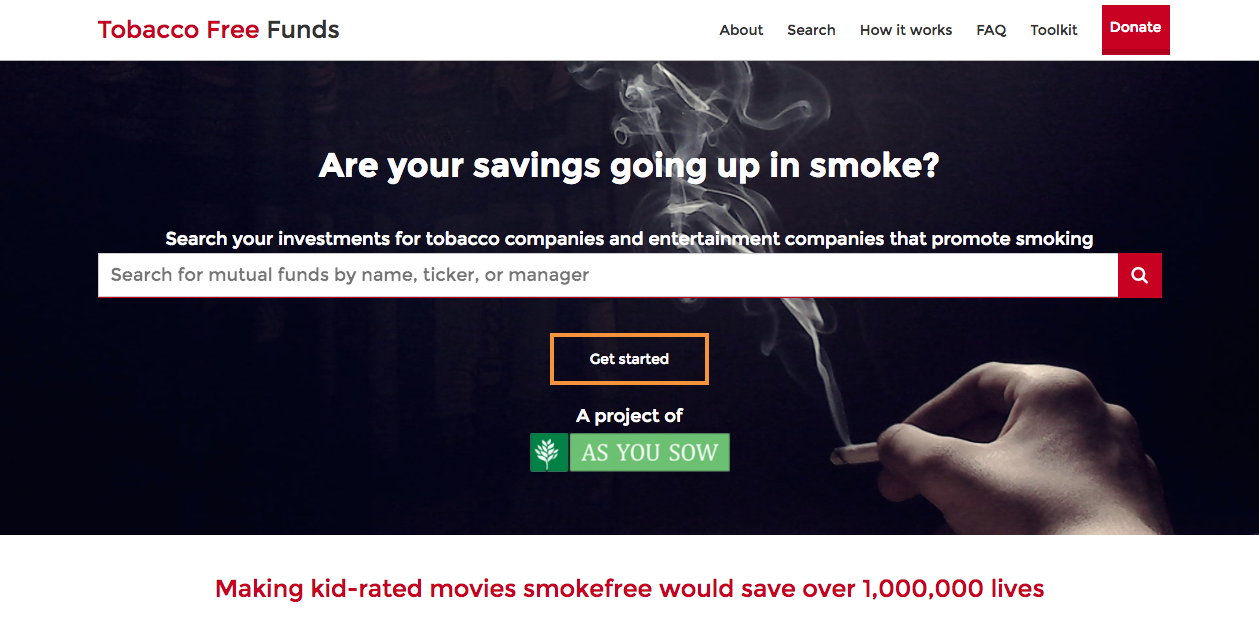 Tobacco Free Funds
About Search How it works FAQ Toolkit Donate
Are your savings going up in smoke?
Search your investments for tobacco companies and entertainment companies that promote smoking
Search for mutual funds by name, ticker, or manager
Get started
A project of
AS YOU SOW
Making kid-rated movies smokefree would save over 1,000,000 lives